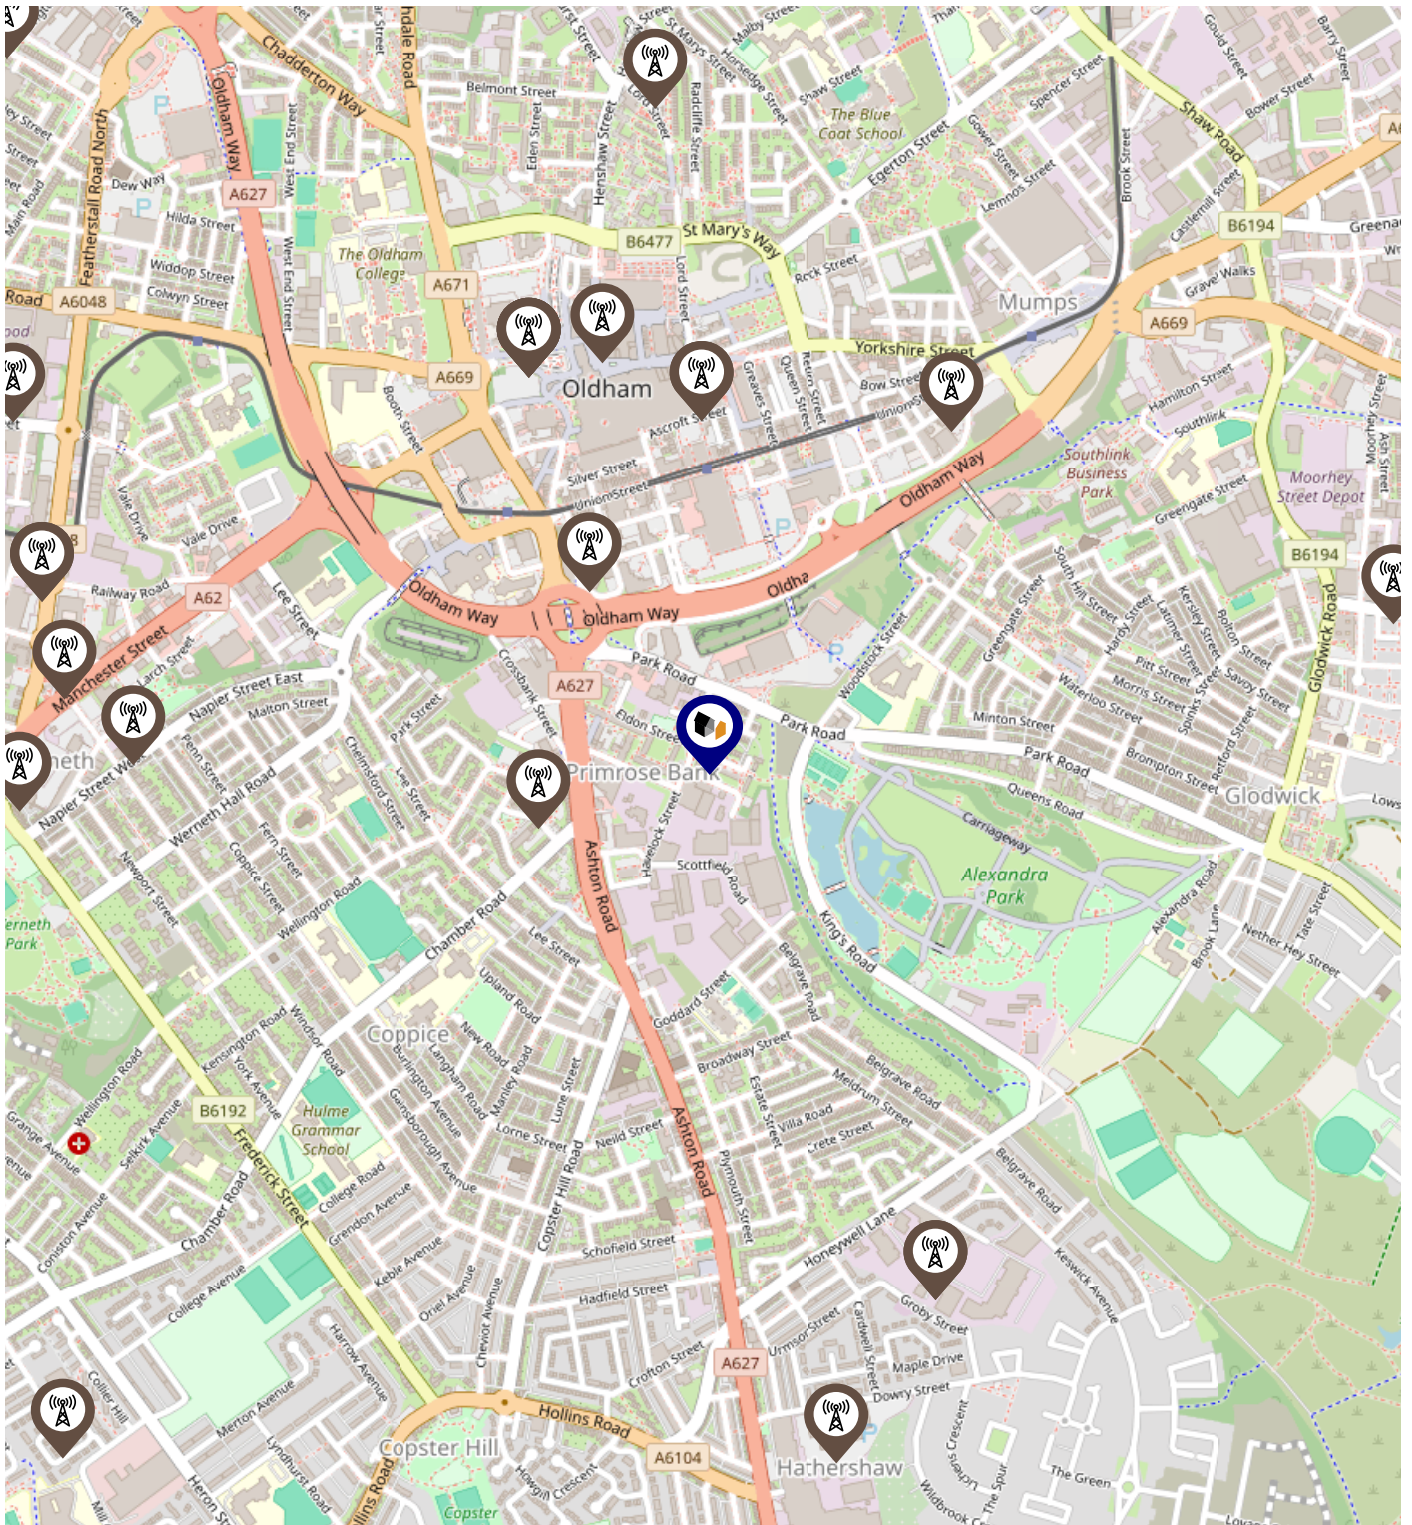 Chadderton Way
Belmont Street
Eden Street
Henshaw Street
Lord Street
St Marys Street
Radcliffe Street
Horsedge Street
Malby Street
Shaw Street
The Blue
Coat School
Egerton Street
Gower Street
Spencer Street
Lemnos Street
Brook Street
Shaw Road
Gould Street
Barry Street
Bower Street
Oldham Way
Featherstall Road North
Main Road
Dew Way
Hilda Street
West End Street
West End Street
A627
P
P
Widdop Street
Colwyn Street
The Oldham
College
A671
B6477
St Mary's Way
Lord Street
Rock Street
Castlemill Street
B6194
Grave Walks
Mumps
A669
Road
A6048
A669
Oldham
Yorkshire Street
Bow Street
Union Street
Booth Street
Ascroft Street
Greaves Street
Queen Street
Retiro Street
Hamilton Street
Southlink
Southlink
Business
Park
Moorhey Street
Ash Street
Moorhey
Street Depot
Greengate Street
Silver Street
Union Street
Oldham Way
P
Vale Drive
Vale Drive
Railway Road
A62
Lee Street
Oldham Way
Oldham Way
Oldha
B6194
South Hill Street
Greengate Street
Hardy Street
Latimer Street
Kersley Street
Bolton Street
Pitt Street
Morris Street
Savoy Street
Waterloo Street
Spinks Street
Retford Street
Glodwick Road
Manchester Street
Larch Street
Napier Street East
Malton Street
Crossbank Street
A627
Park Road
Woodstock Street
P
Minton Street
Park Road
Park Road
Brompton Street
Glodwick
Eldon Street
Primrose Bank
Park Street
Penn Street
Werneth Hall Road
Chelmsford Street
Lee Street
Fern Street
Coppice Street
Newport Street
Wellington Road
Chamber Road
Ashton Road
Havelock Street
Scottfield Road
Queens Road
Carriageway
Alexandra
Park
King's Road
Alexandra Road
Brook Lane
Nether Hey Street
Tate Street
Lee Street
Upland Road
Goddard Street
Belgrave Road
Coppice
New Road
Manley Road
Langham Road
Burlington Avenue
Gainsborough Avenue
Lune Street
Broadway Street
Estate Street
Meldrum Street
Belgrave Road
Villa Road
Crete Street
Kensington Road
Windsor Road
York Avenue
Wellington Road
Grange Avenue
Selkirk Avenue
B6192
Hulme
Grammar
School
Frederick Street
College Road
Lorne Street
Neild Street
Ashton Road
Plymouth Street
Belgrave Road
Coniston Avenue
Chamber Road
Grendon Avenue
Keble Avenue
Copster Hill Road
Schofield Street
Honeywell Lane
Keswick Avenue
College Avenue
Oriel Avenue
Hadfield Street
Groby Street
Harrow Avenue
Cheviot Avenue
Crofton Street
A627
Urmson Street
Cardwell Street
Maple Drive
Dowry Street
Collier Hill
Merton Avenue
Hollins Road
Lyndhurst Road
Copster Hill
Howgill Crescent
A6104
Hathershaw
P
The Spur
The Green
Copster